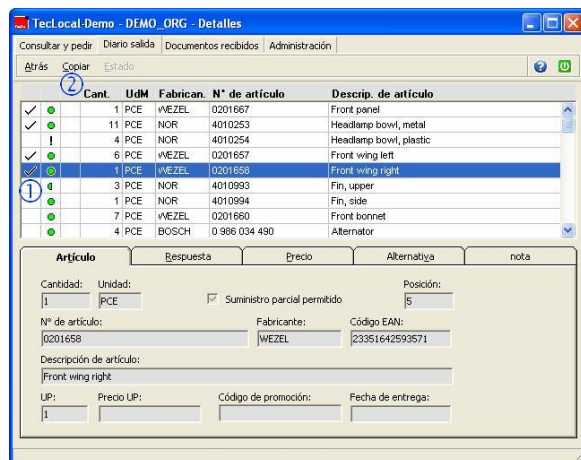 TecLocal-Demo - DEMO_ORG - Detalles
Consultar y pedir Diario salida Documentos recibidos Administración
Atrás Copiar Estado
2
Cant. UdM Fabrican. N° de artículo Descrip. de artículo
1 PCE WEZEL 0201667 Front panel
11 PCE NOR 4010253 Headlamp bowl, metal
! 4 PCE NOR 4010254 Headlamp bowl, plastic
6 PCE WEZEL 0201657 Front wing left
1 PCE WEZEL 0201658 Front wing right
1
3 PCE NOR 4010993 Fin, upper
1 PCE NOR 4010994 Fin, side
7 PCE WEZEL 0201660 Front bonnet
4 PCE BOSCH 0 986 034 490 Alternator
Artículo Respuesta Precio Alternativa nota
Cantidad: Unidad: Posición:
1 PCE Suministro parcial permitido 5
Nº de artículo: Fabricante: Código EAN:
0201658 WEZEL 23351642593571
Descripción de artículo:
Front wing right
UP: Precio UP: Código de promoción: Fecha de entrega:
1